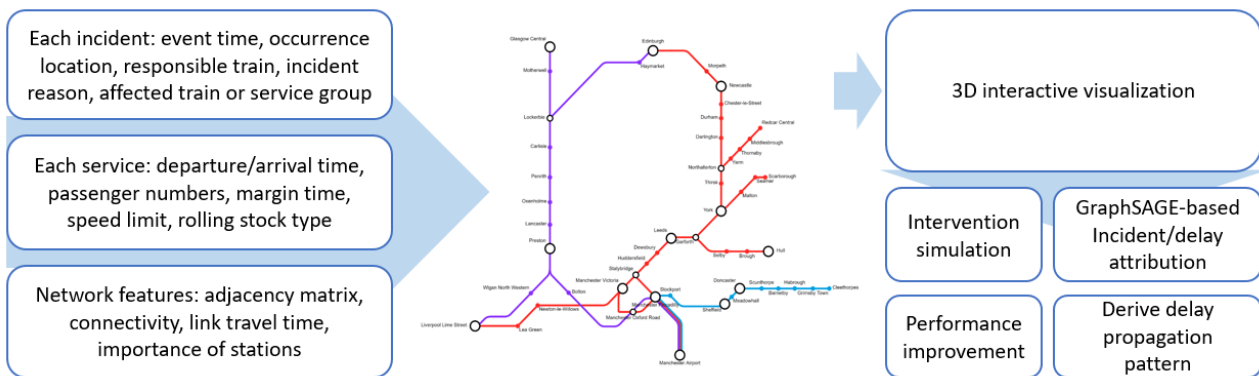 Each incident: event time, occurrence
location, responsible train, incident
reason, affected train or service group
Each service: departure/arrival time,
passenger numbers, margin time,
speed limit, rolling stock type
Network features: adjacency matrix,
connectivity, link travel time,
importance of stations
Glasgow Central
Motherwell
Lockerbie
Carlisle
Penrith
Oxenholme
Lancaster
Preston
Wigan North Western
Bolton
Liverpool Lime Street
Lea Green
Newton-le-Willows
Manchester Victoria
Manchester Oxford Road
Manchester Airport
Edinburgh
Haymarket
Morpeth
Newcastle
Chester-le-Street
Durham
Darlington
Redcar Central
Middlesbrough
Thornaby
Yarm
Northallerton
Thirsk
Scarborough
Seamer
Malton
York
Leeds
Garforth
Dewsbury
Huddersfield
Stalybridge
Selby
Brough
Hull
Stockport
Doncaster
Meadowhall
Sheffield
Scunthorpe
Barnetby
Habrough
Grimsby Town
Cleethorpes
3D interactive visualization
Intervention
simulation
GraphSAGE-based
Incident/delay
attribution
Performance
improvement
Derive delay
propagation
pattern